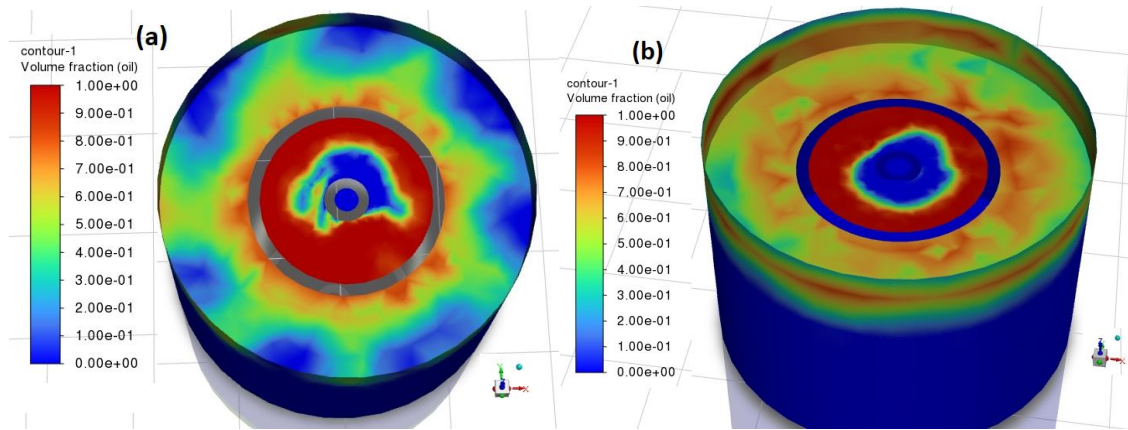 (a)
contour-1
Volume fraction (oil)
1.00e+00
9.00e-01
8.00e-01
7.00e-01
6.00e-01
5.00e-01
4.00e-01
3.00e-01
2.00e-01
1.00e-01
0.00e+00
Y
Z
X
(b)
contour-1
Volume fraction (oil)
1.00e+00
9.00e-01
8.00e-01
7.00e-01
6.00e-01
5.00e-01
4.00e-01
3.00e-01
2.00e-01
1.00e-01
0.00e+00
Z
X